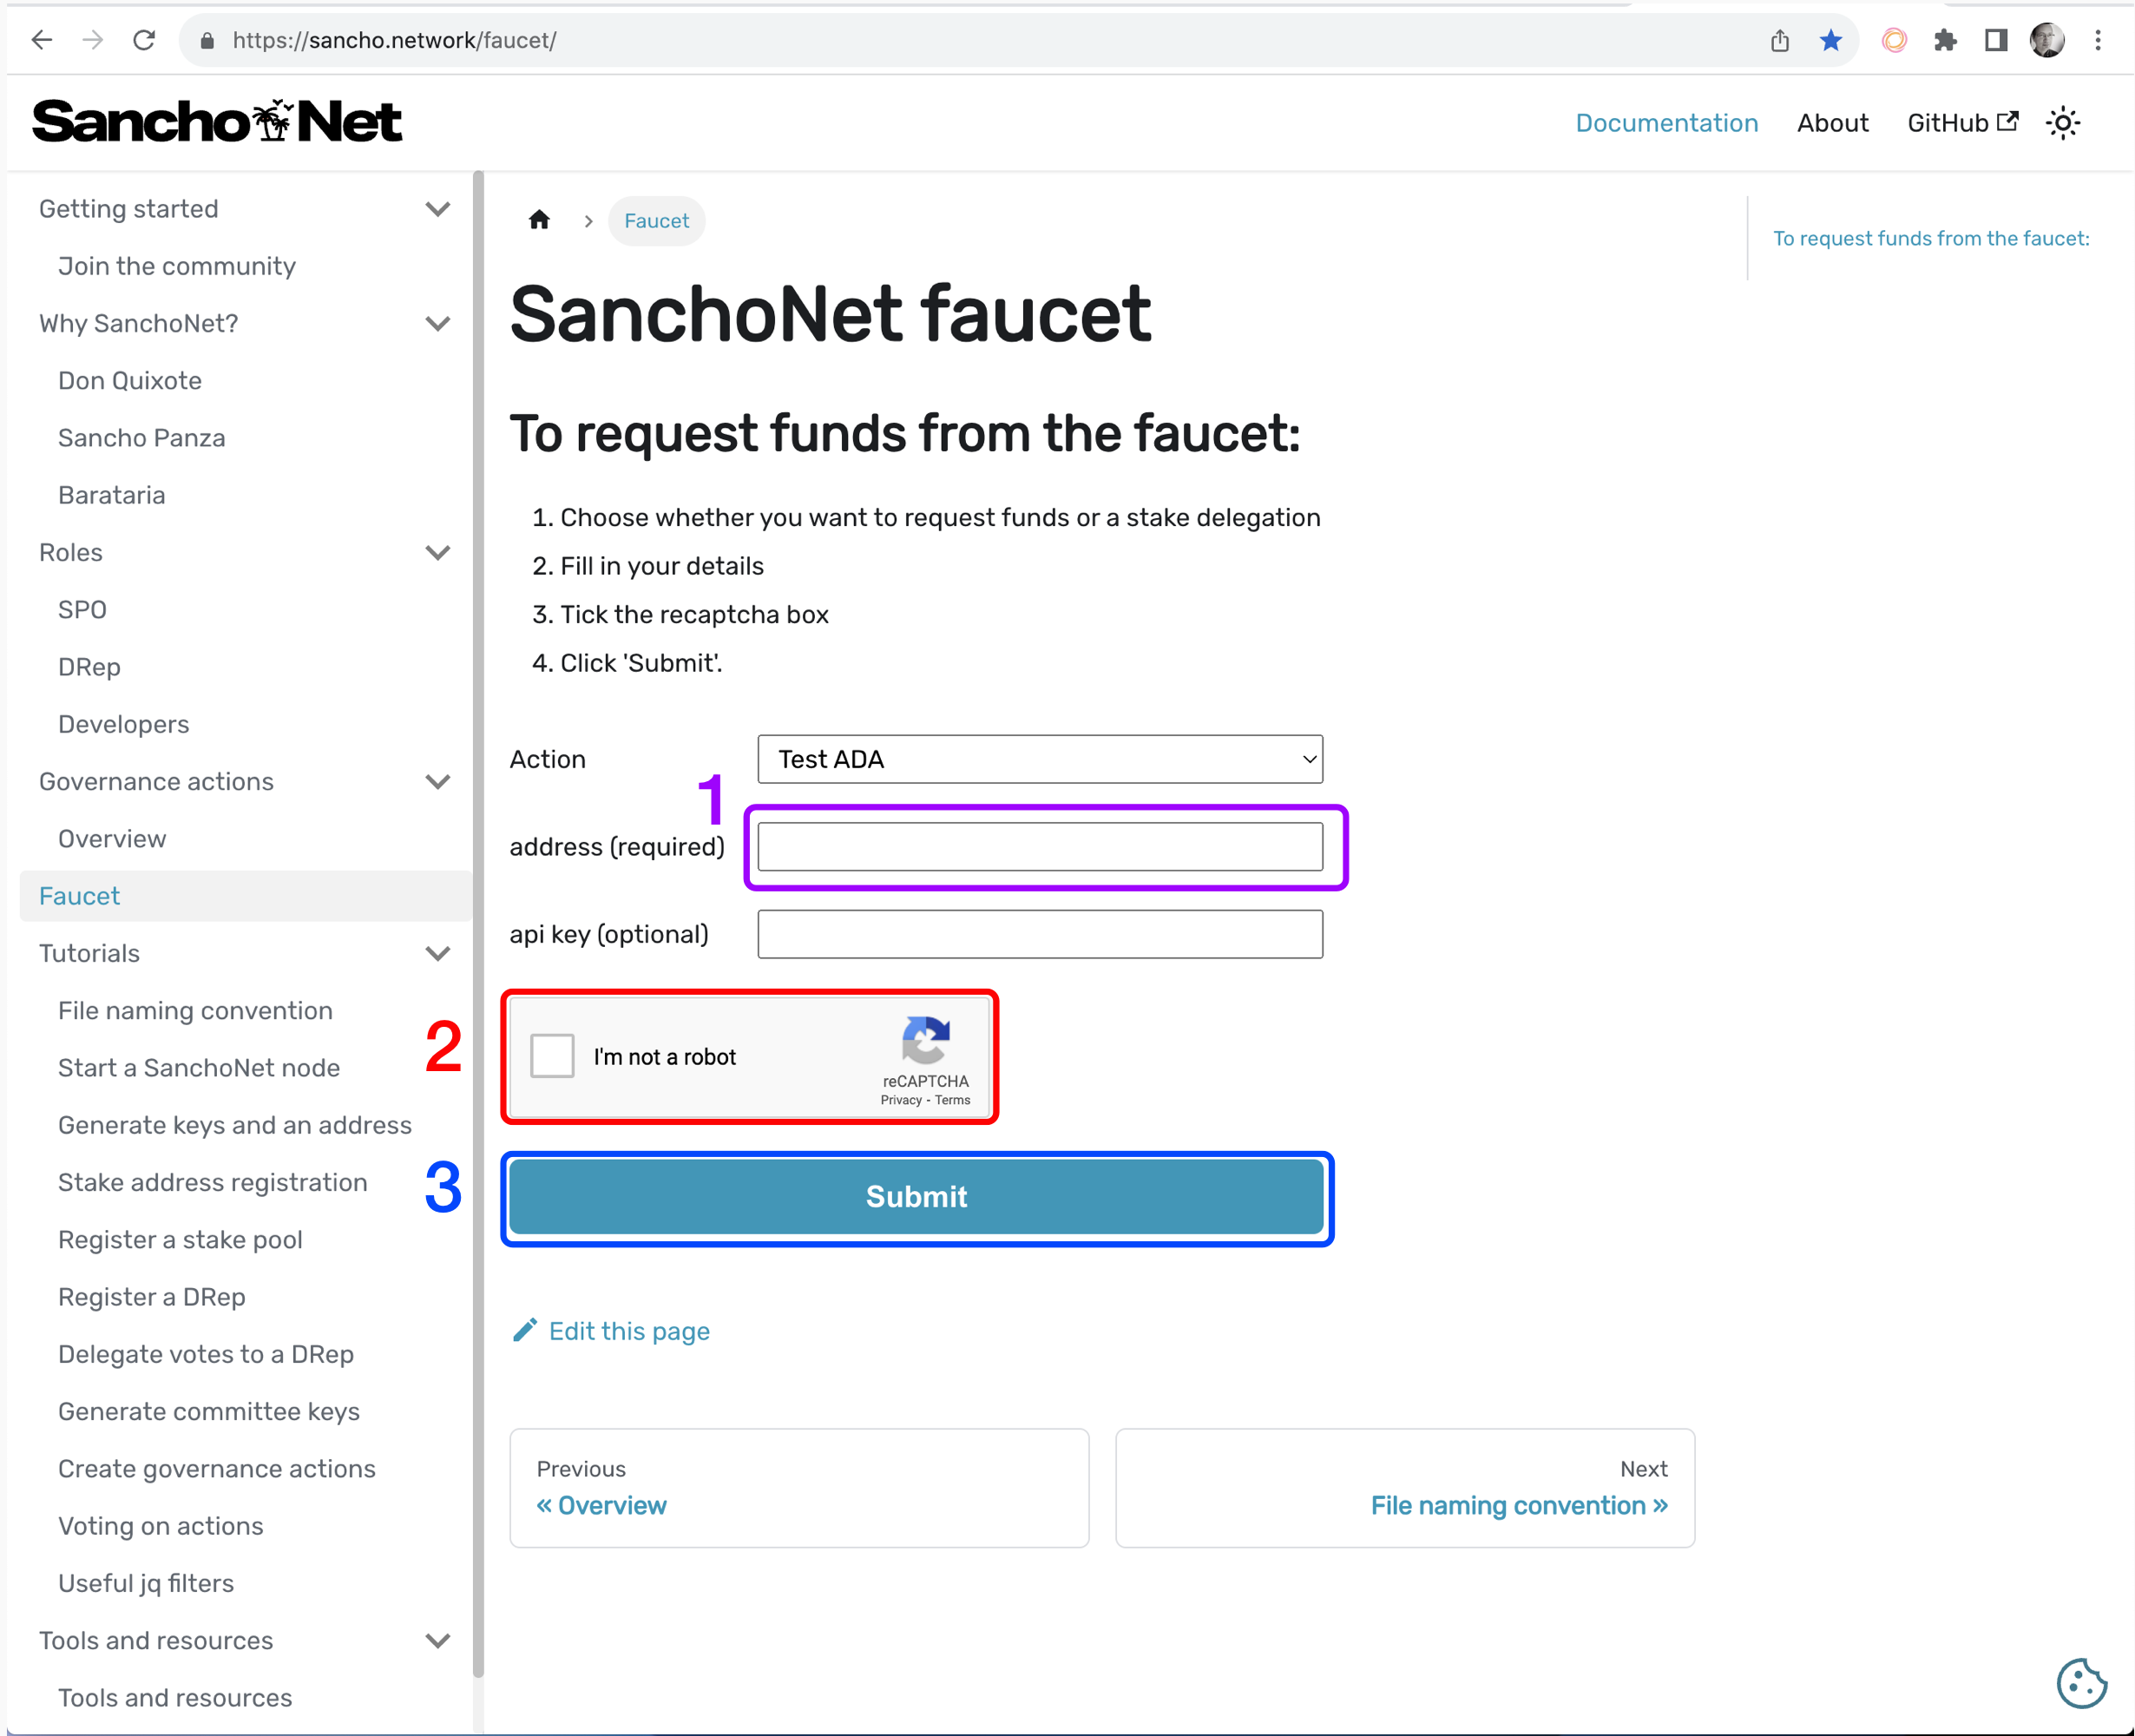 https://sancho.network/faucet/
Sancho Net
Documentation
About
GitHub
Getting started
Join the community
Why SanchoNet?
Don Quixote
Sancho Panza
Barataria
Roles
SPO
DRep
Developers
Governance actions
Overview
Faucet
Tutorials
File naming convention
Start a SanchoNet node
Generate keys and an address
Stake address registration
Register a stake pool
Register a DRep
Delegate votes to a DRep
Generate committee keys
Create governance actions
Voting on actions
Useful jq filters
Tools and resources
Tools and resources
Faucet
SanchoNet faucet
To request funds from the faucet:
1. Choose whether you want to request funds or a stake delegation
2. Fill in your details
3. Tick the recaptcha box
4. Click 'Submit'.
Action
Test ADA
1
address (required)
api key (optional)
2
I'm not a robot
reCAPTCHA
Privacy - Terms
3
Submit
Edit this page
Previous
« Overview
Next
File naming convention »
To request funds from the faucet: